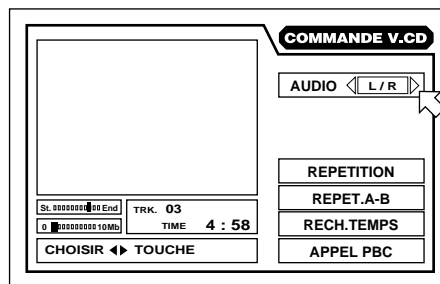 COMMANDE V.CD
AUDIO L / R
REPETITION
REPET.A-B
RECH.TEMPS
APPEL PBC
St. End
0 10Mb
TRK. 03
TIME 4 : 58
CHOISIR TOUCHE